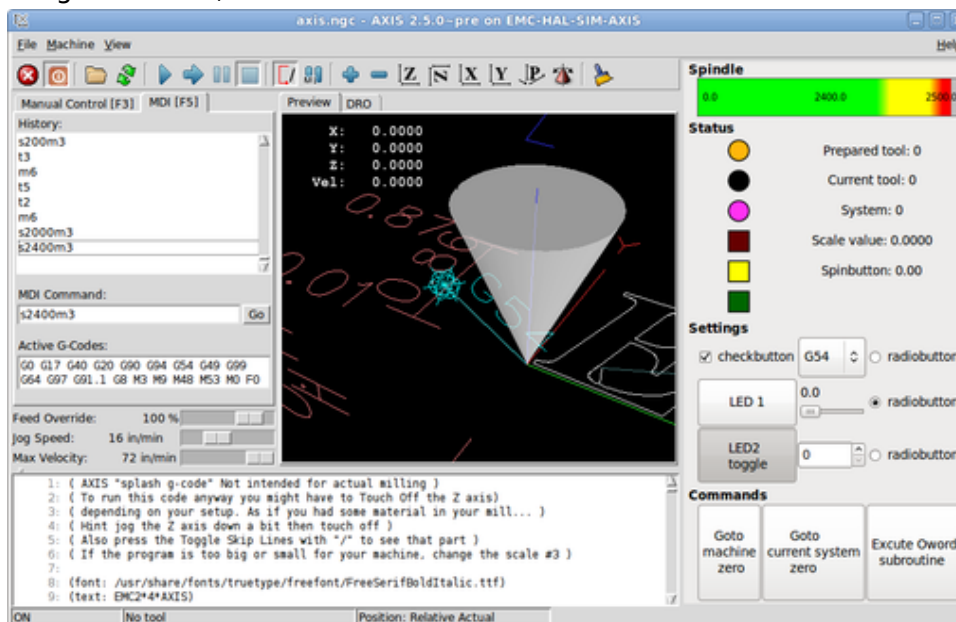 axis.ngc - AXIS 2.5.0~pre on EMC-HAL-SIM-AXIS
File Machine View
Help
Manual Control [F3] MDI [F5]
History:
s200m3
t3
m6
t5
t2
m6
s2000m3
s2400m3
MDI Command:
s2400m3 Go
Active G-Codes:
G0 G17 G40 G20 G90 G94 G54 G49 G99
G64 G97 G91.1 G8 M3 M9 M48 M53 M0 F0
Feed Override: 100 %
Jog Speed: 16 in/min
Max Velocity: 72 in/min
Preview DRO
X: 0.0000
Y: 0.0000
Z: 0.0000
Vel: 0.0000
Spindle
0.0 2400.0 2500.0
Status
Prepared tool: 0
Current tool: 0
System: 0
Scale value: 0.0000
Spinbutton: 0.00
Settings
checkbutton G54 radiobutton
LED 1 0.0 radiobutton
LED2
toggle 0 radiobutton
Commands
Goto
machine
zero
Goto
current system
zero
Excute Oword
subroutine
1: ( AXIS "splash g-code" Not intended for actual milling )
2: ( To run this code anyway you might have to Touch Off the Z axis)
3: ( depending on your setup. As if you had some material in your mill... )
4: ( Hint jog the Z axis down a bit then touch off )
5: ( Also press the Toggle Skip Lines with "/" to see that part )
6: ( If the program is too big or small for your machine, change the scale #3 )
7:
8: (font: /usr/share/fonts/truetype/freefont/FreeSerifBoldItalic.ttf)
9: (text: EMC2*4*AXIS)
ON No tool Position: Relative Actual